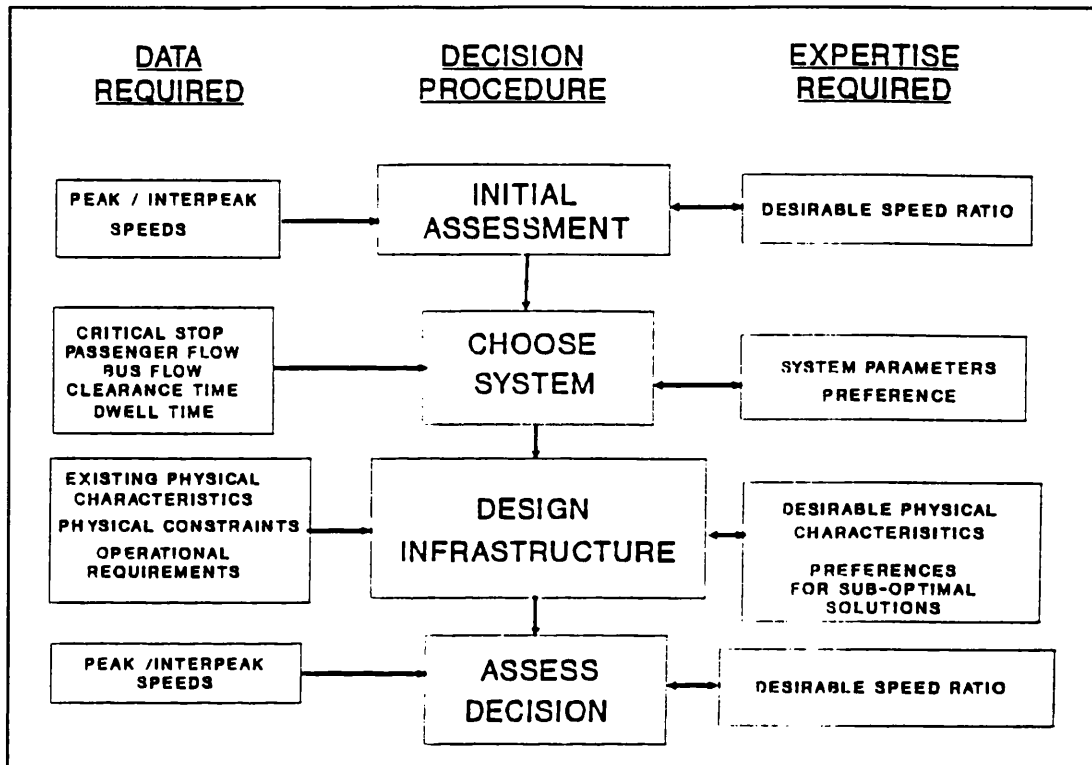 DATA
REQUIRED
DECISION
PROCEDURE
EXPERTISE
REQUIRED
PEAK / INTERPEAK
SPEEDS
INITIAL
ASSESSMENT
DESIRABLE SPEED RATIO
CRITICAL STOP
PASSENGER FLOW
BUS FLOW
CLEARANCE TIME
DWELL TIME
CHOOSE
SYSTEM
SYSTEM PARAMETERS
PREFERENCE
EXISTING PHYSICAL
CHARACTERISTICS
PHYSICAL CONSTRAINTS
OPERATIONAL
REQUIREMENTS
DESIGN
INFRASTRUCTURE
DESIRABLE PHYSICAL
CHARACTERISITICS
PREFERENCES
FOR SUB-OPTIMAL
SOLUTIONS
PEAK /INTERPEAK
SPEEDS
ASSESS
DECISION
DESIRABLE SPEED RATIO